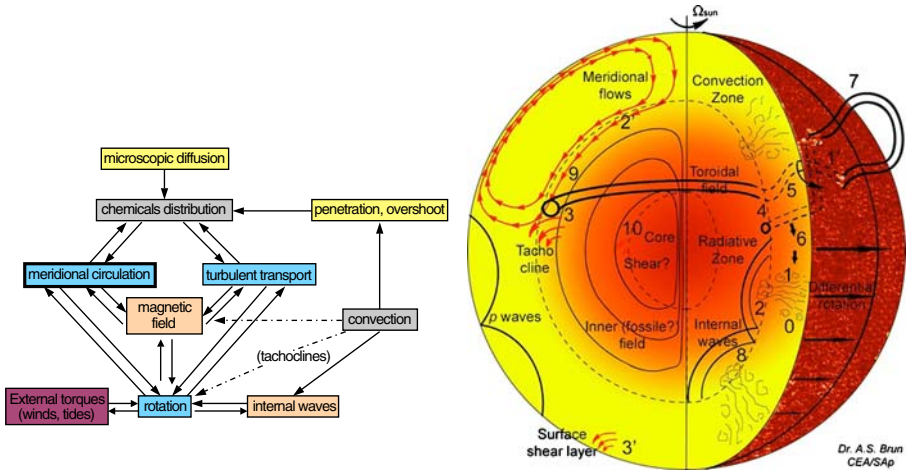 microscopic diffusion
chemicals distribution
penetration, overshoot
meridional circulation
turbulent transport
magnetic
field
convection
(tachoclines)
External torques
(winds, tides)
rotation
internal waves
Ωsun
Meridional
flows
Convection
Zone
7
2'
1'
9
Toroidal
field
5
3
4
Tacho
cline
10
Core
Shear?
Radiative
Zone
6
1
Differential
rotation
p waves
Inner (fossile?)
field
Internal
waves
2
0
8
Surface
shear layer
3'
Dr. A.S. Brun
CEA/SAp